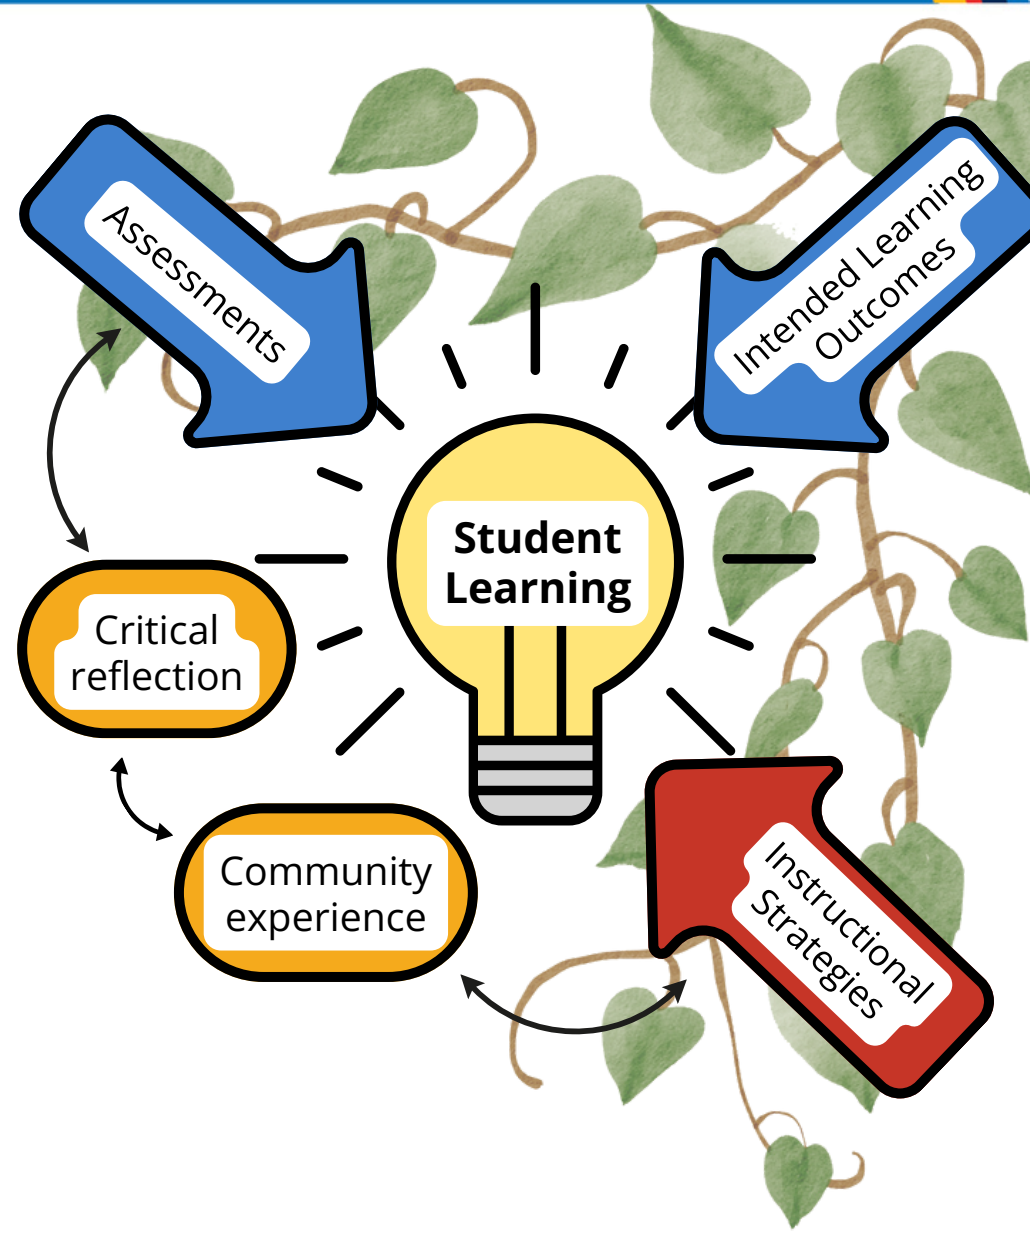 Assessments
Intended Learning
Outcomes
Student
Learning
Critical
reflection
Community
experience
Instructional
Strategies